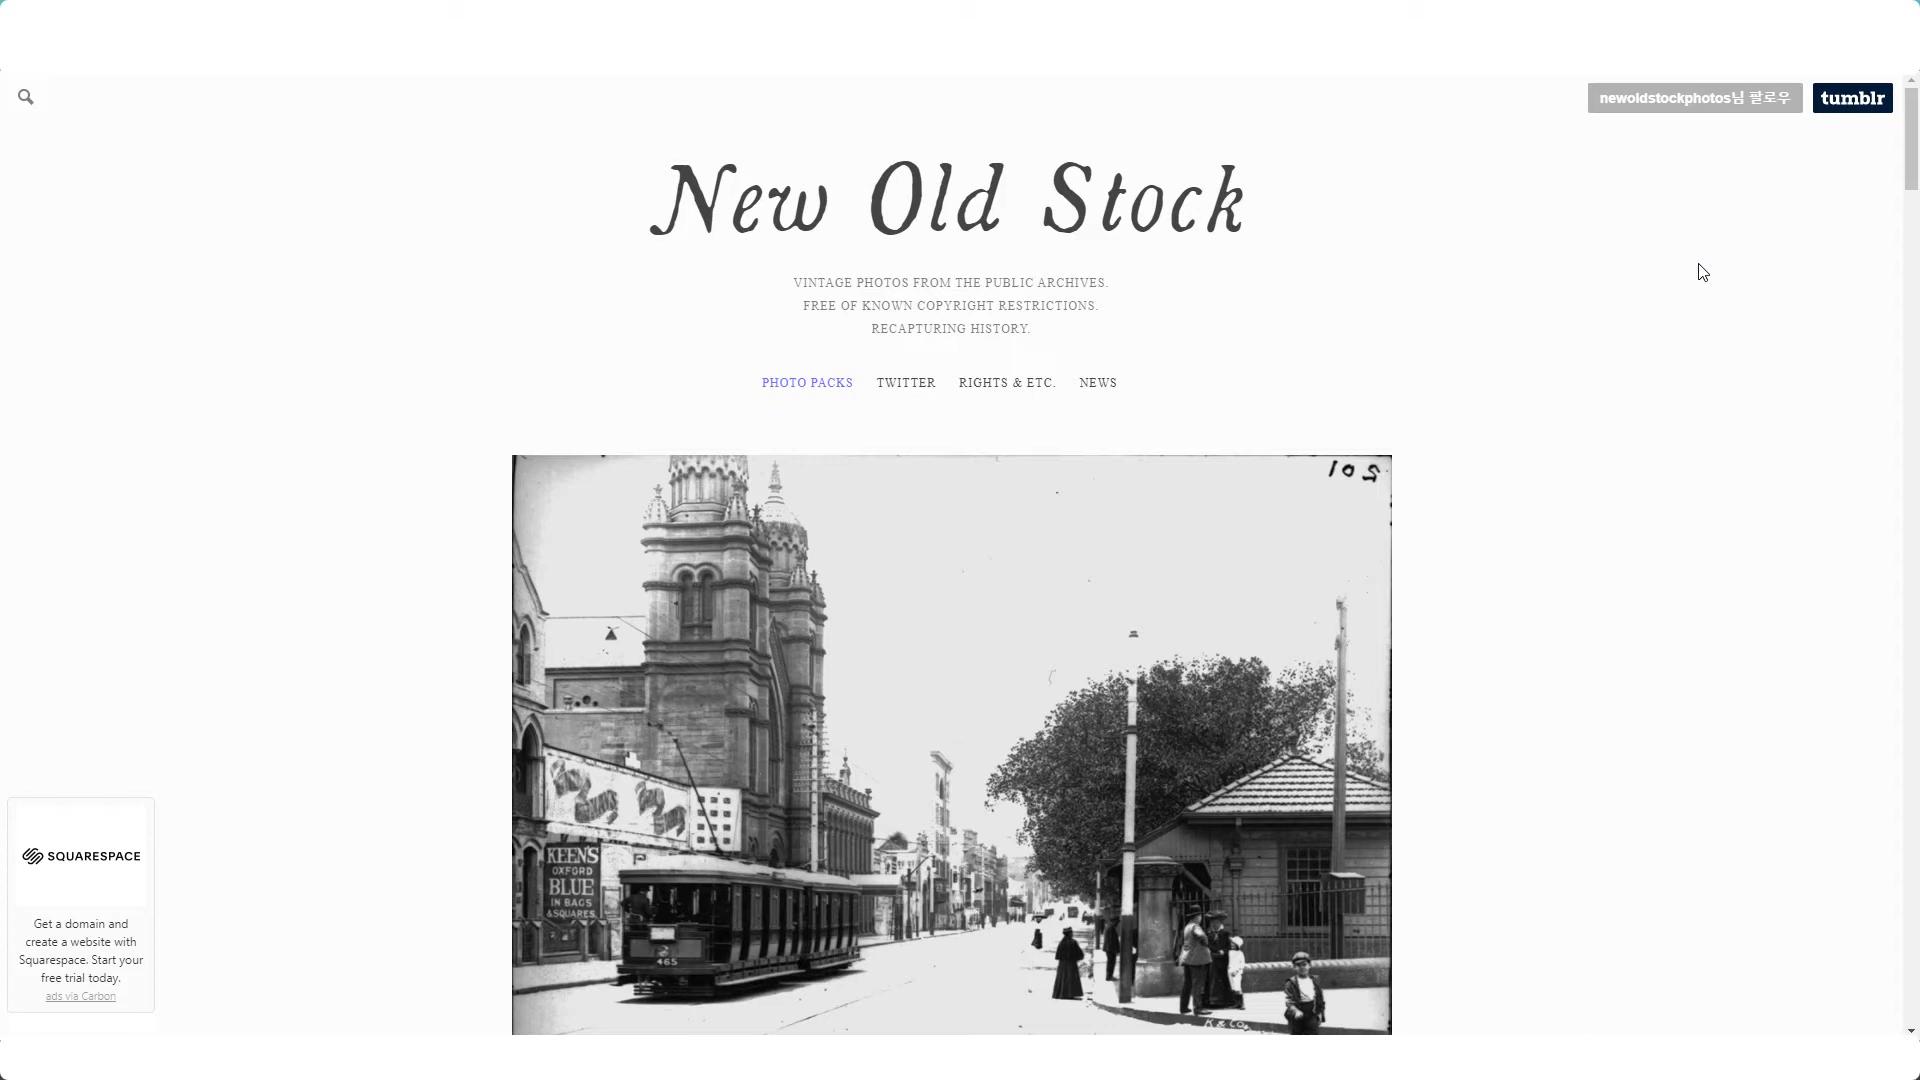 newoldstockphotos님 팔로우
tumblr
New Old Stock
VINTAGE PHOTOS FROM THE PUBLIC ARCHIVES.
FREE OF KNOWN COPYRIGHT RESTRICTIONS.
RECAPTURING HISTORY.
PHOTO PACKS TWITTER RIGHTS & ETC. NEWS
201
KEEN'S
OXFORD
BLUE
IN BAGS
& SQUARES.
465
K & Co.
SQUARESPACE
Get a domain and
create a website with
Squarespace. Start your
free trial today.
ads via Carbon